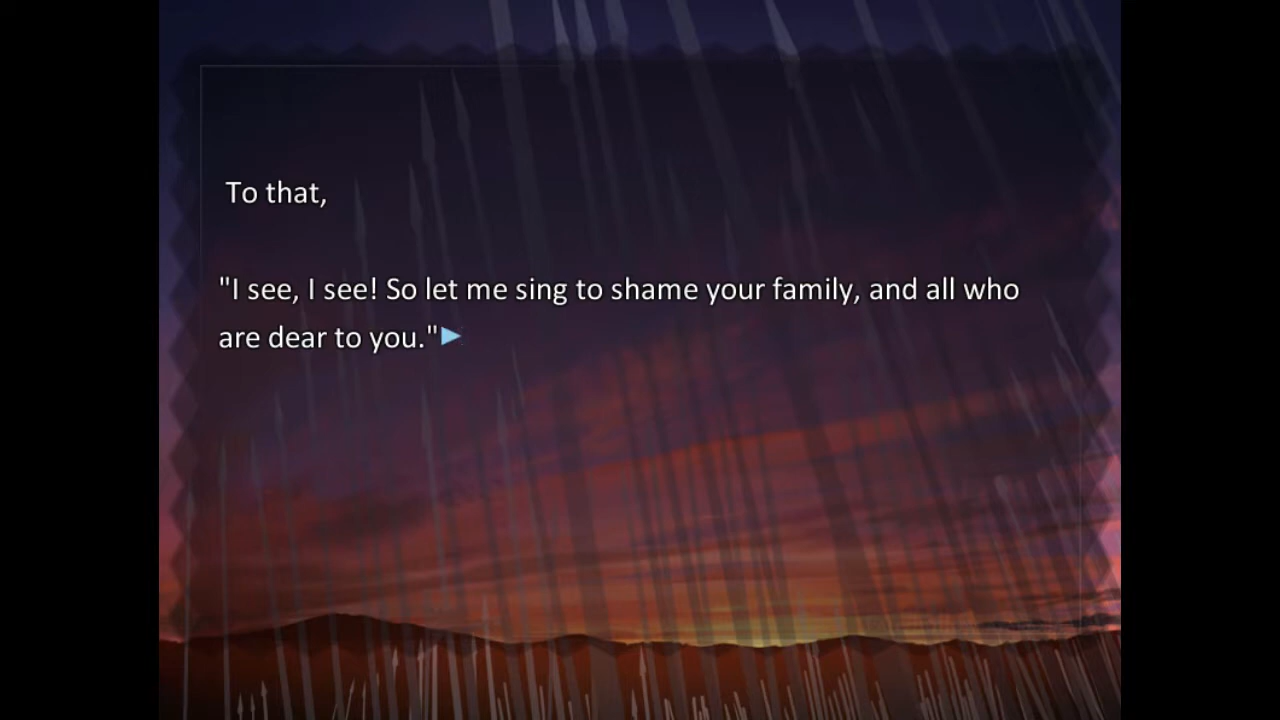 To that,
"I see, I see! So let me sing to shame your family, and all who
are dear to you."